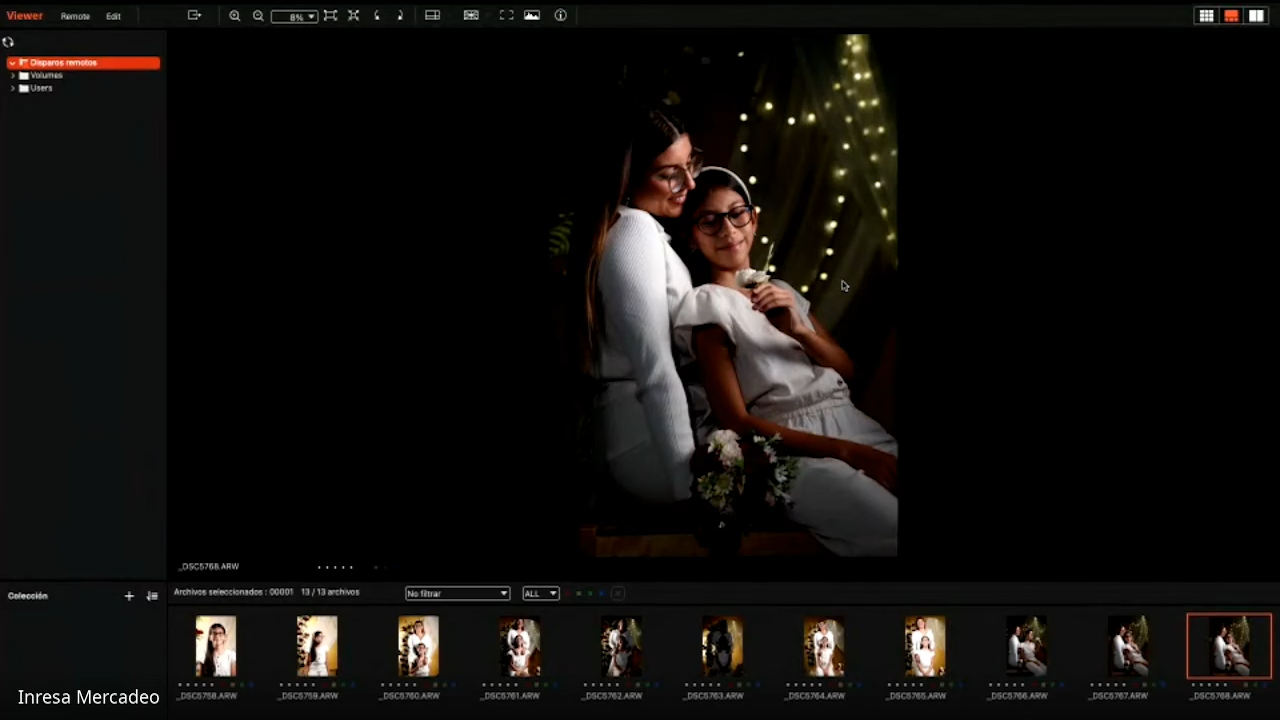 Viewer Remote Edit 8%
Disparos remotos
Volumes
Users
_DSC5768.ARW
Colección
Archivos seleccionados : 00001 13 / 13 archivos No filtrar ALL
_DSC5758.ARW _DSC5759.ARW _DSC5760.ARW _DSC5761.ARW _DSC5762.ARW _DSC5763.ARW _DSC5764.ARW _DSC5765.ARW _DSC5766.ARW _DSC5767.ARW _DSC5768.ARW
Inresa Mercadeo